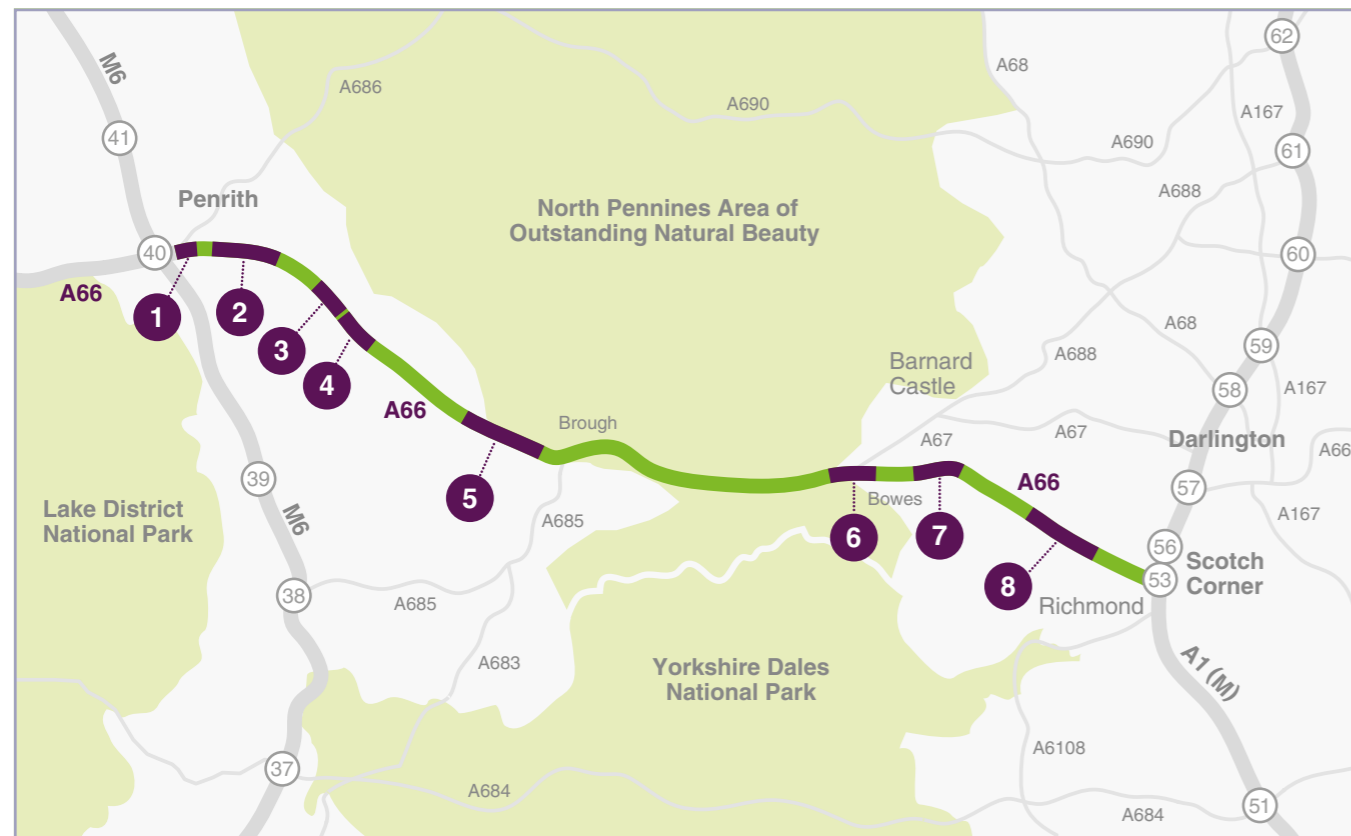 62
M6
A68
A686
A690
A167
41
A690
61
A688
Penrith
North Pennines Area of
Outstanding Natural Beauty
40
60
A66
1
2
A68
3
59
A688
Barnard
Castle
4
58
A167
A66
Brough
A67
A67
Darlington
A66
39
5
A66
57
Lake District
National Park
M6
Bowes
A167
A685
6
7
56
Scotch
Corner
53
8
38
A685
Richmond
A683
Yorkshire Dales
National Park
A1 (M)
A6108
37
A684
51
A684